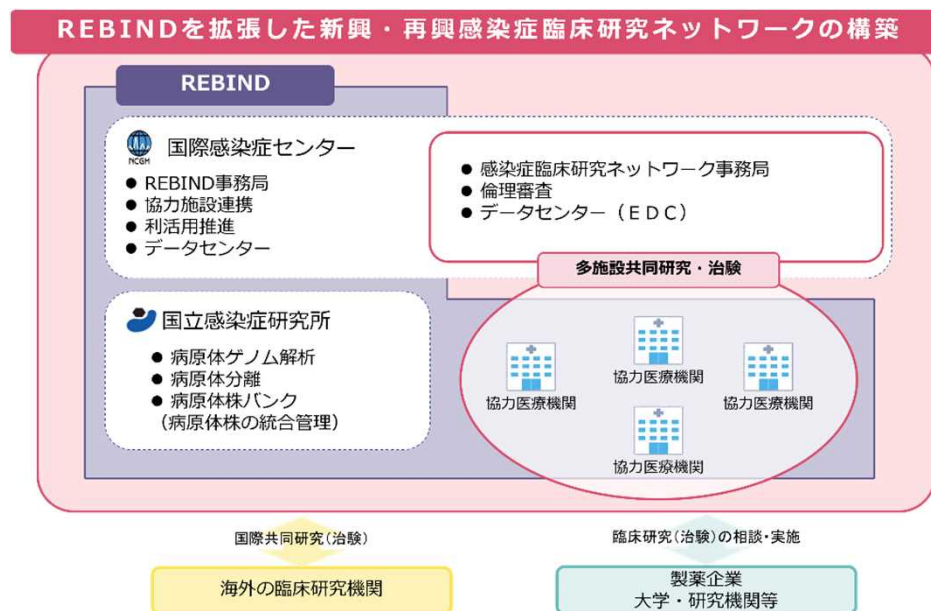 REBINDを拡張した新興・再興感染症臨床研究ネットワークの構築
REBIND
NCGM
国際感染症センター
● REBIND事務局
● 協力施設連携
● 利活用推進
● データセンター
● 感染症臨床研究ネットワーク事務局
● 倫理審査
● データセンター（ＥＤＣ）
多施設共同研究・治験
国立感染症研究所
● 病原体ゲノム解析
● 病原体分離
● 病原体株バンク
（病原体株の統合管理）
協力医療機関
協力医療機関
協力医療機関
協力医療機関
国際共同研究(治験)
海外の臨床研究機関
臨床研究(治験)の相談・実施
製薬企業
大学・研究機関等